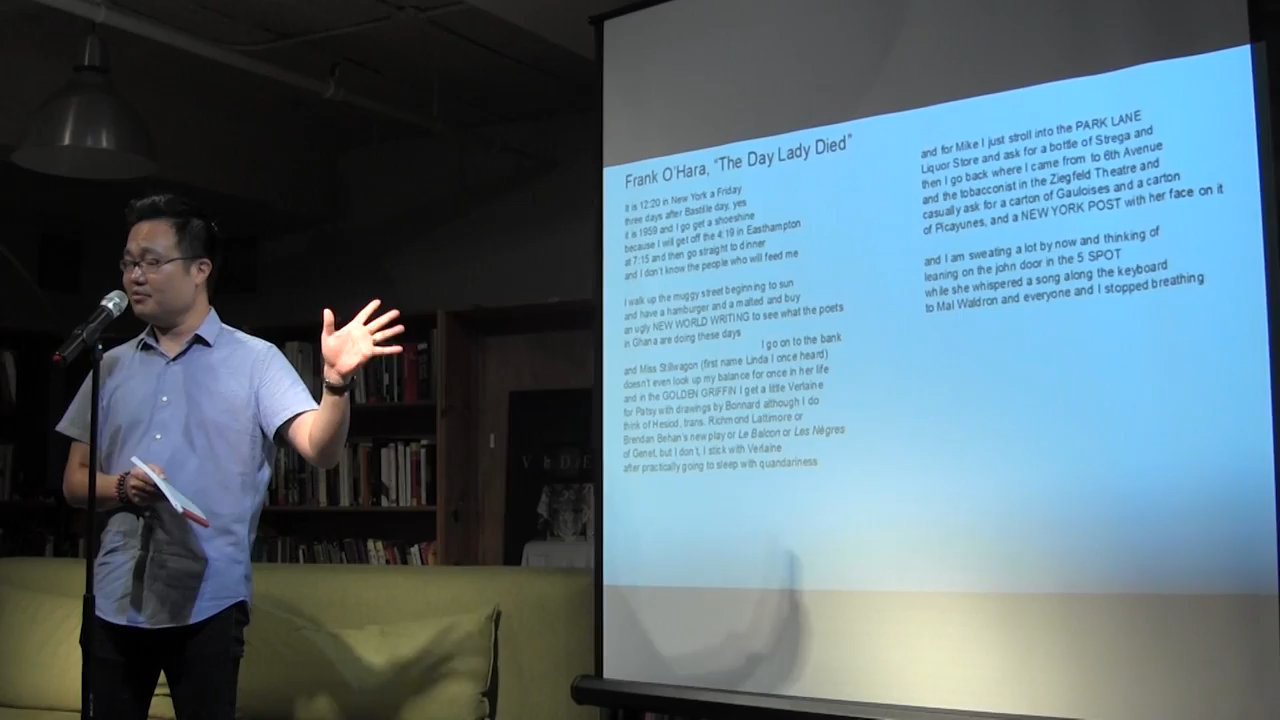 Frank O'Hara, "The Day Lady Died"
It is 12:20 in New York a Friday
three days after Bastille day, yes
it is 1959 and I go get a shoeshine
because I will get off the 4:19 in Easthampton
at 7:15 and then go straight to dinner
and I don't know the people who will feed me
I walk up the muggy street beginning to sun
and have a hamburger and a malted and buy
an ugly NEW WORLD WRITING to see what the poets
in Ghana are doing these days
I go on to the bank
and Miss Stillwagon (first name Linda I once heard)
doesn't even look up my balance for once in her life
and in the GOLDEN GRIFFIN I get a little Verlaine
for Patsy with drawings by Bonnard although I do
think of Hesiod, trans. Richmond Lattimore or
Brendan Behan's new play or Le Balcon or Les Nègres
of Genet, but I don't, I stick with Verlaine
after practically going to sleep with quandariness
and for Mike I just stroll into the PARK LANE
Liquor Store and ask for a bottle of Strega and
then I go back where I came from to 6th Avenue
and the tobacconist in the Ziegfeld Theatre and
casually ask for a carton of Gauloises and a carton
of Picayunes, and a NEW YORK POST with her face on it
and I am sweating a lot by now and thinking of
leaning on the john door in the 5 SPOT
while she whispered a song along the keyboard
to Mal Waldron and everyone and I stopped breathing